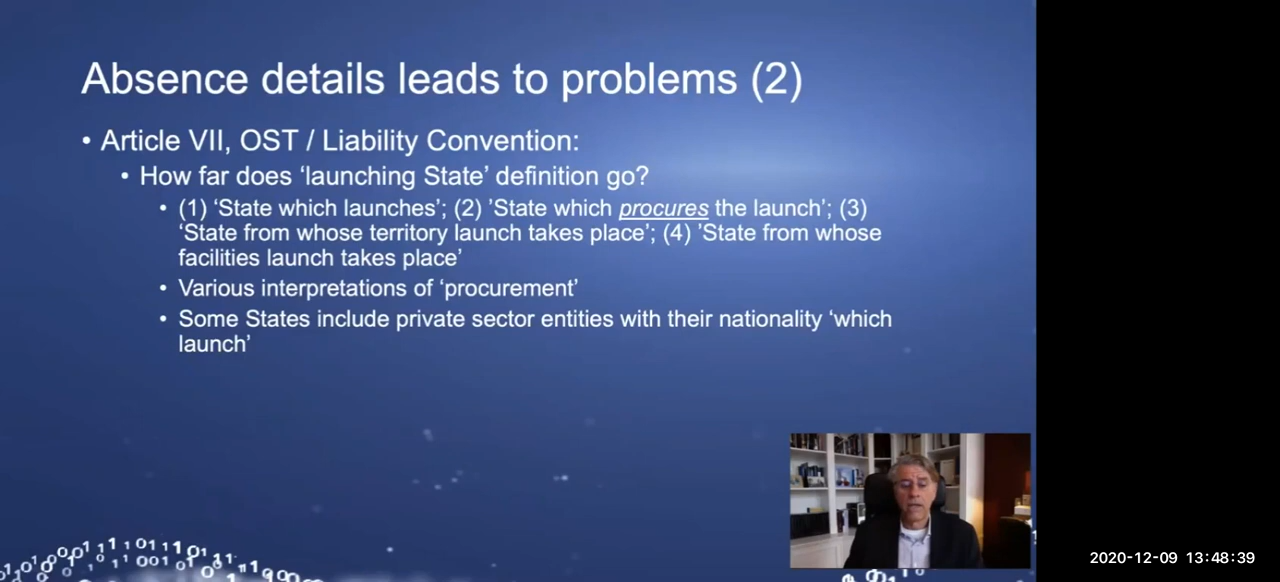 Absence details leads to problems (2)
• Article VII, OST / Liability Convention:
• How far does ‘launching State’ definition go?
• (1) ‘State which launches’; (2) ’State which procures the launch’; (3)
‘State from whose territory launch takes place’; (4) ’State from whose
facilities launch takes place’
• Various interpretations of ‘procurement’
• Some States include private sector entities with their nationality ‘which
launch’
2020-12-09 13:48:39